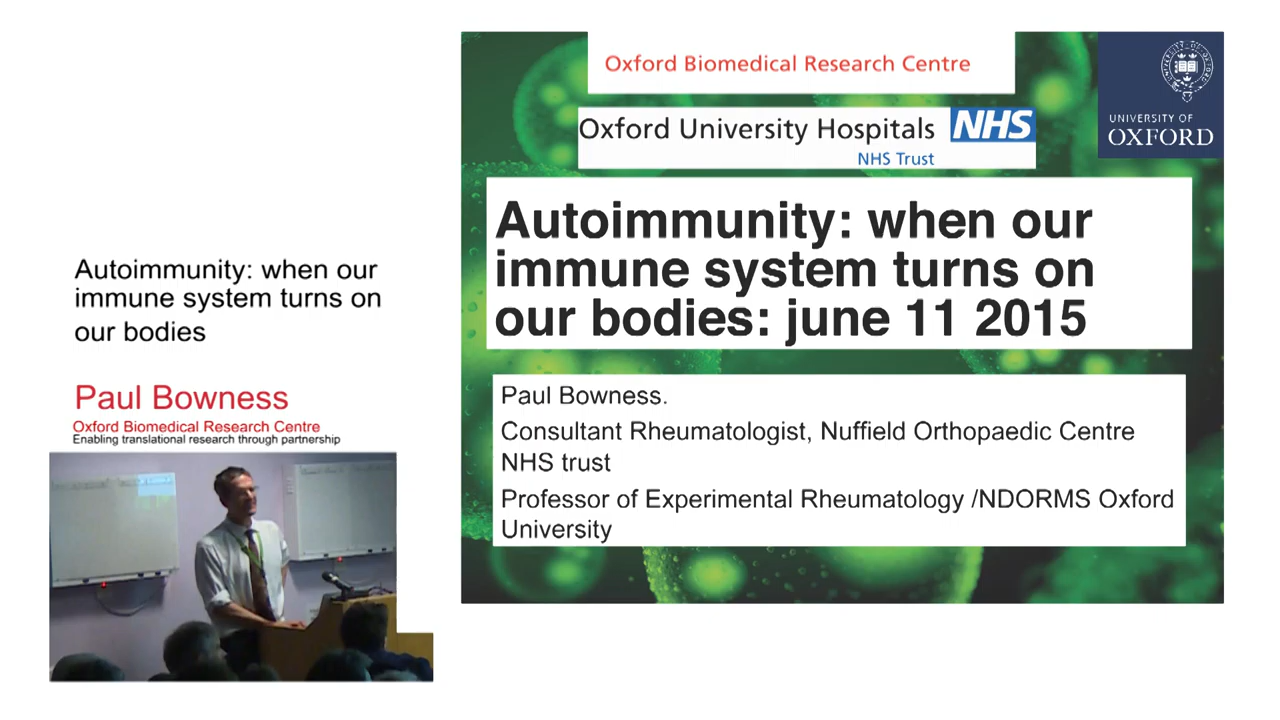 Autoimmunity: when our
immune system turns on
our bodies
Paul Bowness
Oxford Biomedical Research Centre
Enabling translational research through partnership
Oxford Biomedical Research Centre
Oxford University Hospitals NHS
NHS Trust
UNIVERSITY OF
OXFORD
Autoimmunity: when our
immune system turns on
our bodies: june 11 2015
Paul Bowness.
Consultant Rheumatologist, Nuffield Orthopaedic Centre
NHS trust
Professor of Experimental Rheumatology /NDORMS Oxford
University